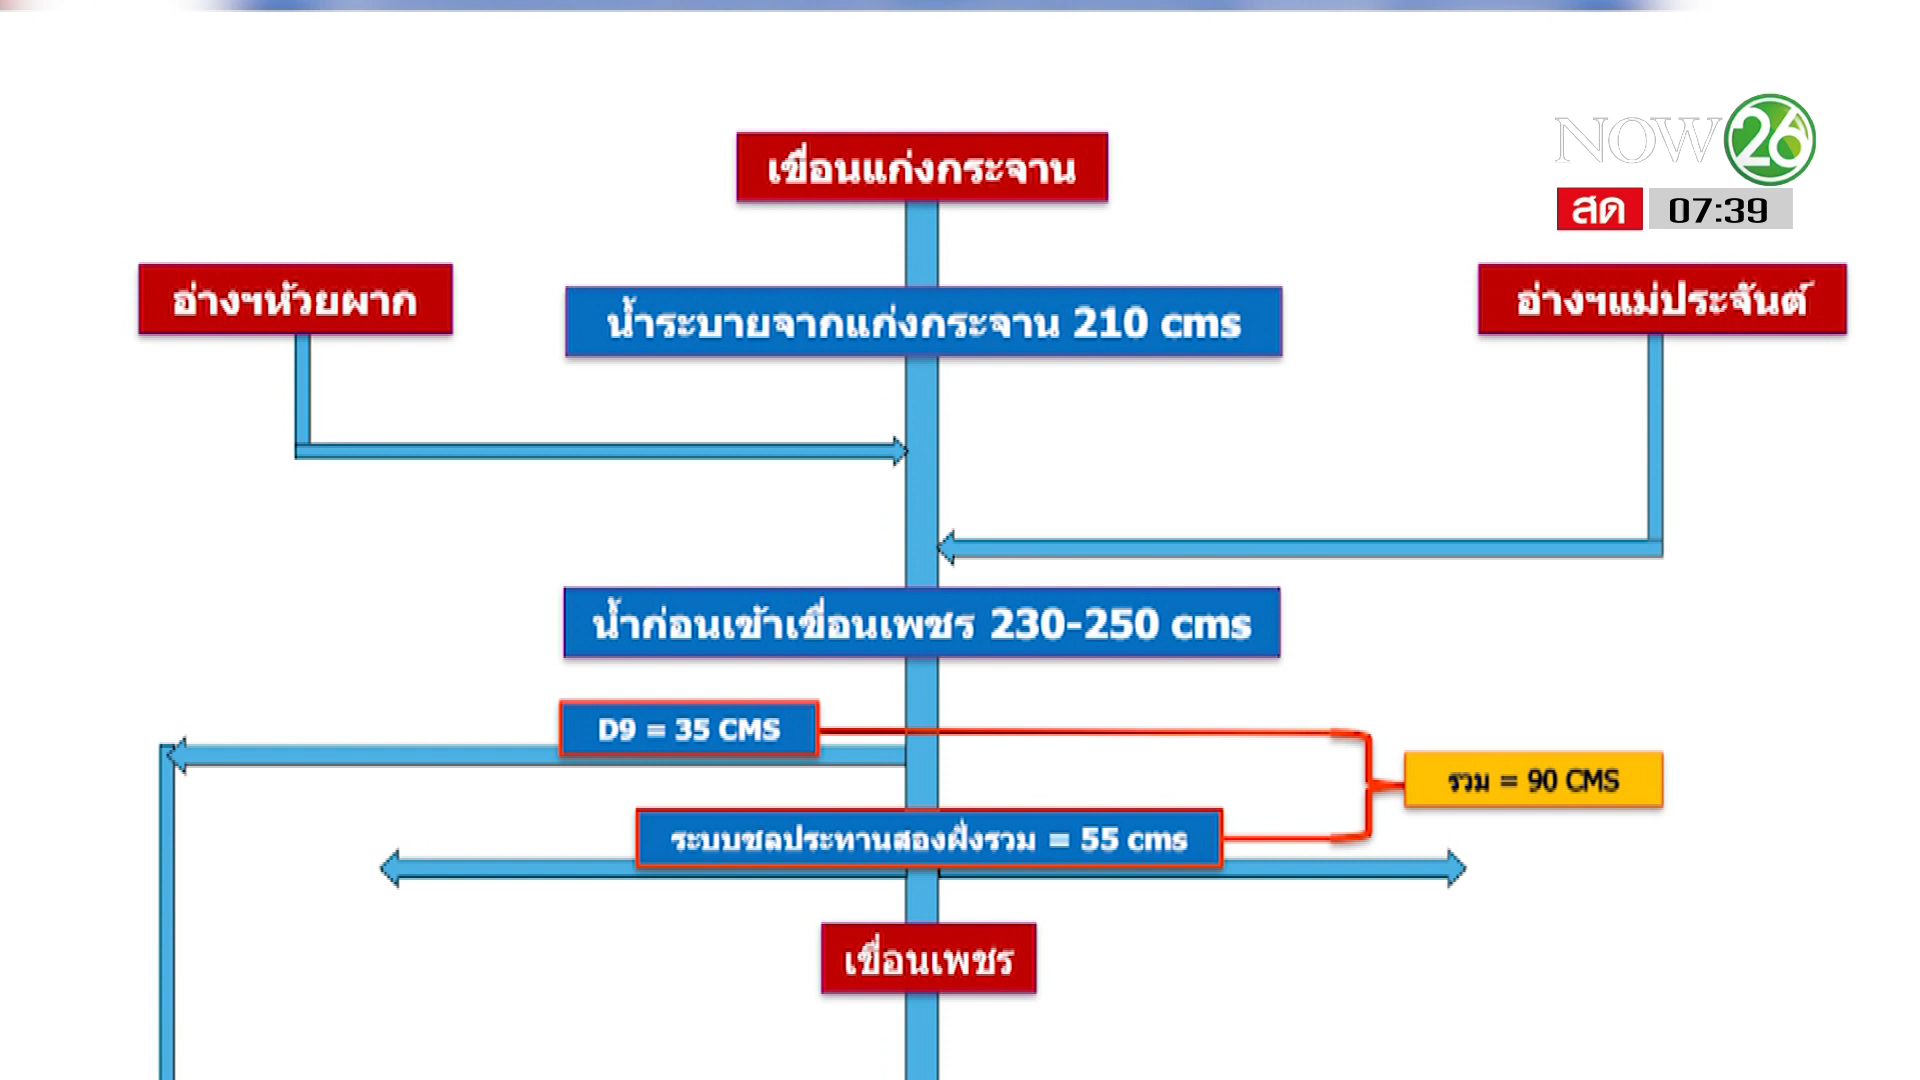 NOW26
สด 07:39
เขื่อนแก่งกระจาน
อ่างฯห้วยผาก
น้ำระบายจากแก่งกระจาน 210 cms
อ่างฯแม่ประจันต์
น้ำก่อนเข้าเขื่อนเพชร 230-250 cms
D9 = 35 CMS
รวม = 90 CMS
ระบบชลประทานสองฝั่งรวม = 55 cms
เขื่อนเพชร